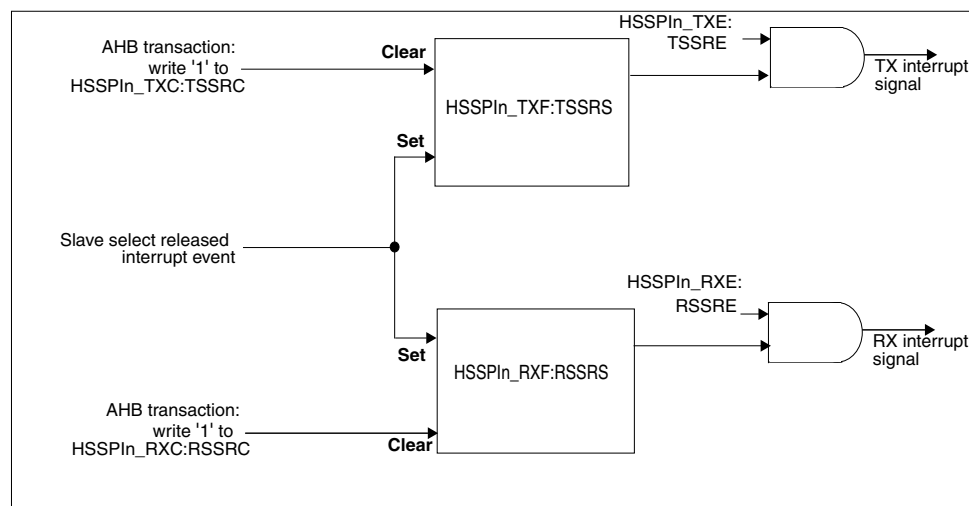 HSSPIn_TXE:
TSSRE
AHB transaction:
write '1' to
HSSPIn_TXC:TSSRC
Clear
HSSPIn_TXF:TSSRS
TX interrupt
signal
Set
Slave select released
interrupt event
HSSPIn_RXE:
RSSRE
Set
HSSPIn_RXF:RSSRS
RX interrupt
signal
AHB transaction:
write '1' to
HSSPIn_RXC:RSSRC
Clear